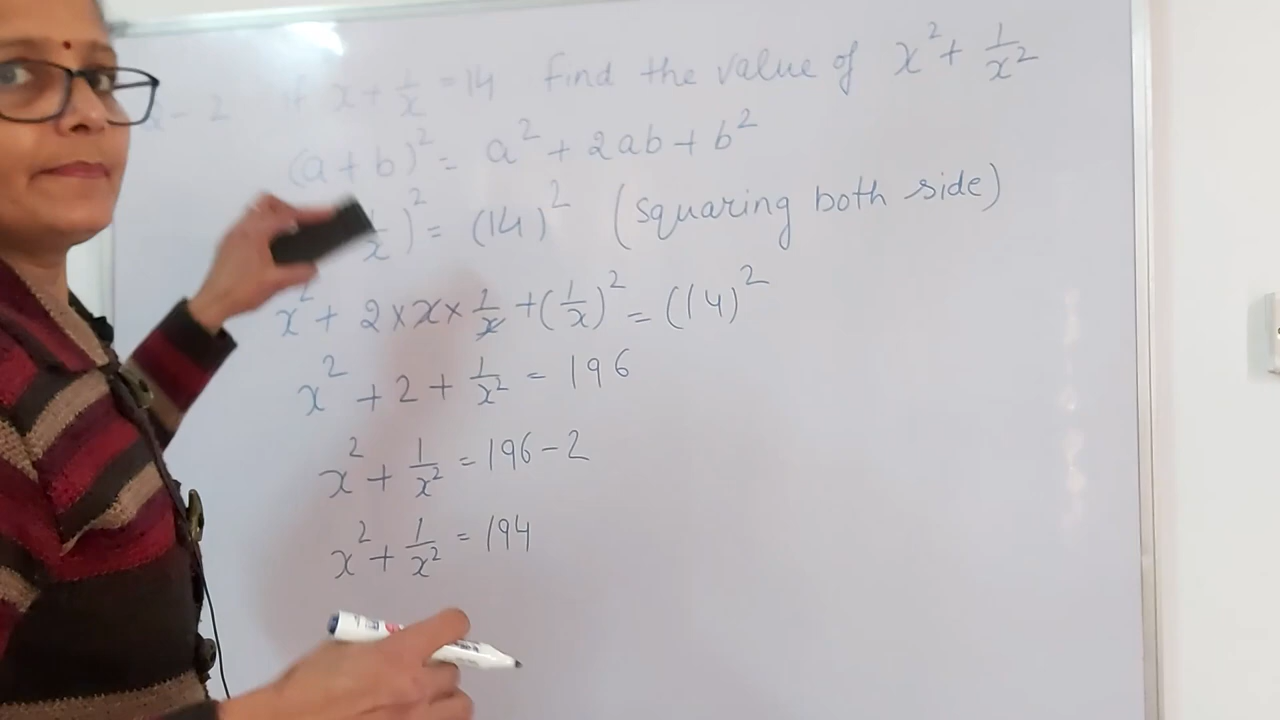 - 2 If x + 1/x = 14 find the value of x² + 1/x²
(a + b)² = a² + 2ab + b²
/x)² = (14)² (squaring both side)
x² + 2 × x × 1/x + (1/x)² = (14)²
x² + 2 + 1/x² = 196
x² + 1/x² = 196 - 2
x² + 1/x² = 194